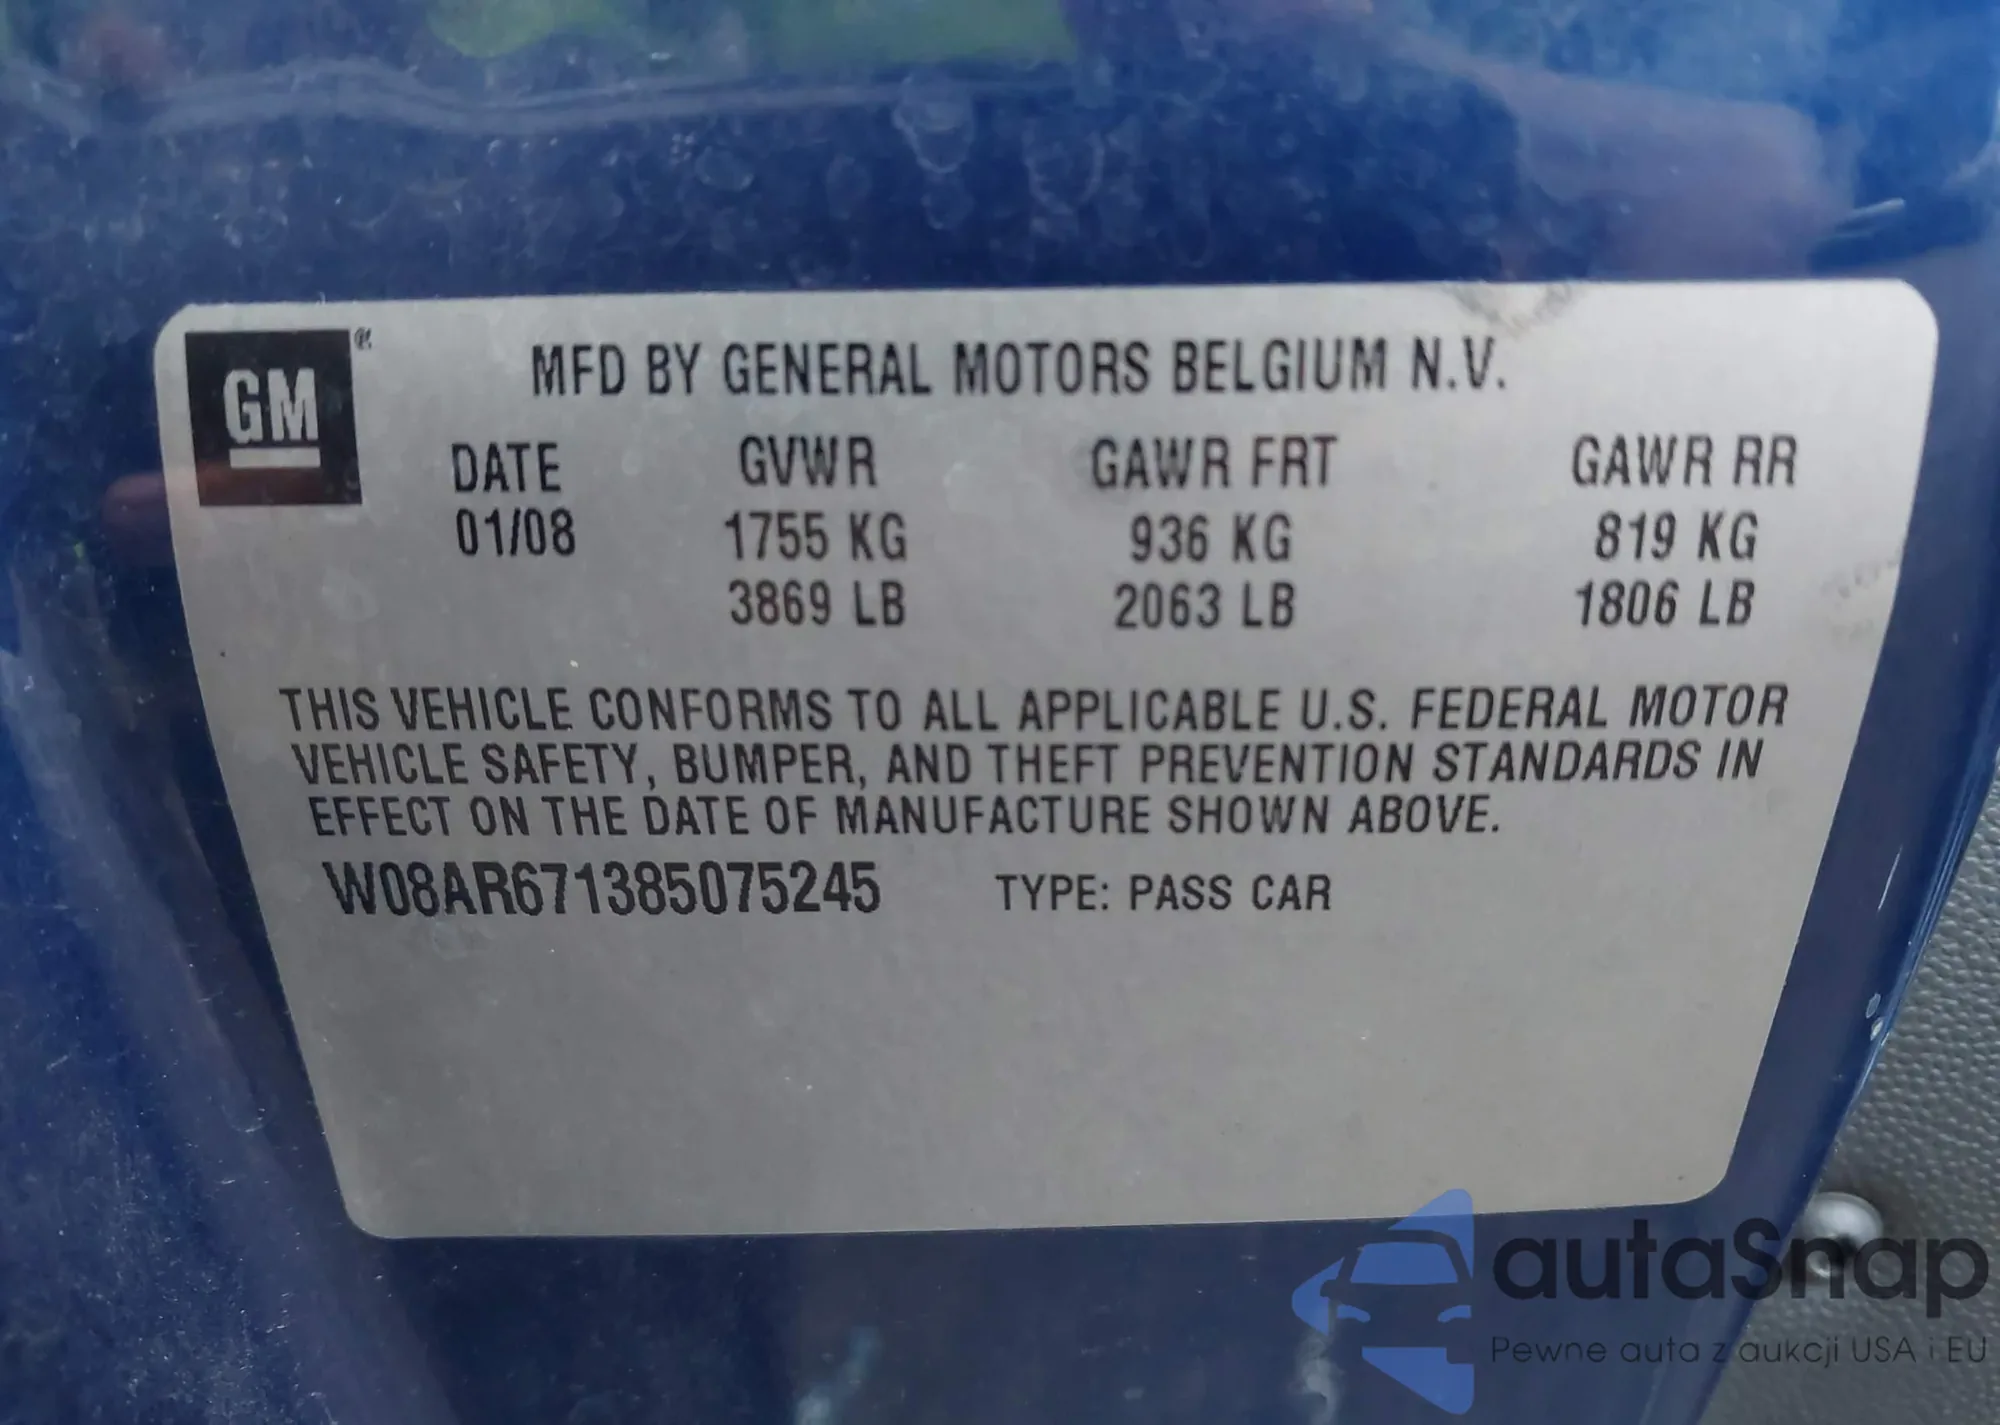 GM®
MFD BY GENERAL MOTORS BELGIUM N.V.
DATE GVWR GAWR FRT GAWR RR
01/08 1755 KG 936 KG 819 KG
3869 LB 2063 LB 1806 LB
THIS VEHICLE CONFORMS TO ALL APPLICABLE U.S. FEDERAL MOTOR
VEHICLE SAFETY, BUMPER, AND THEFT PREVENTION STANDARDS IN
EFFECT ON THE DATE OF MANUFACTURE SHOWN ABOVE.
W08AR671385075245 TYPE: PASS CAR
autaSnap
Pewne auta z aukcji USA i EU